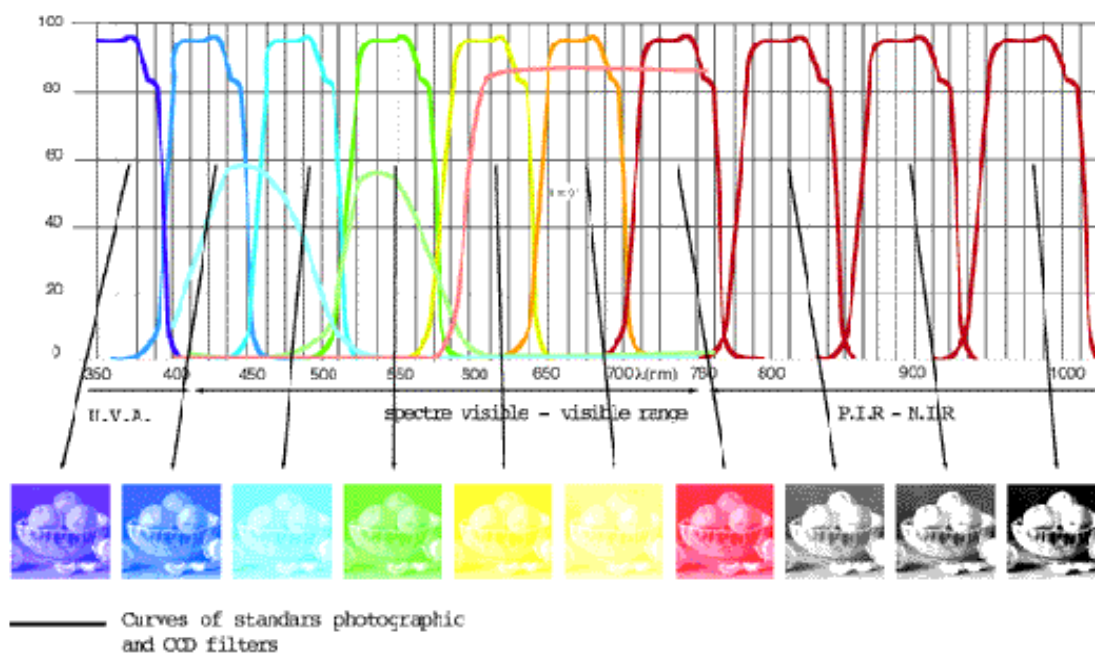 100
80
60
40
20
0
350 400 450 500 550 600 650 700 λ(nm) 750 800 900 1000
U.V.A. spectre visible - visible range P.I.R - N.I.R
Curves of standars photographic
and CCD filters